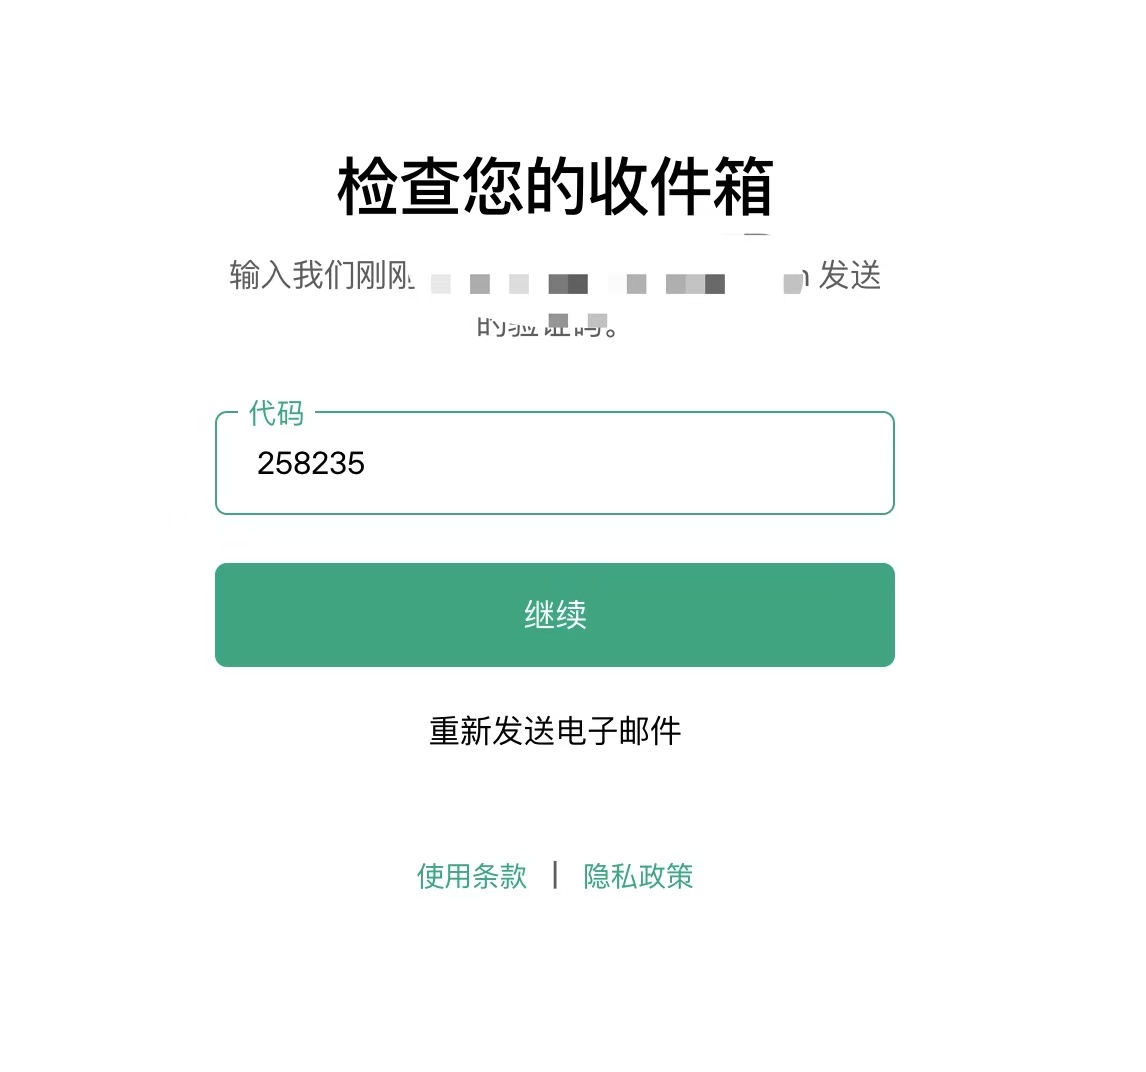 检查您的收件箱
输入我们刚刚 发送
的验证码。
代码
258235
继续
重新发送电子邮件
使用条款 | 隐私政策